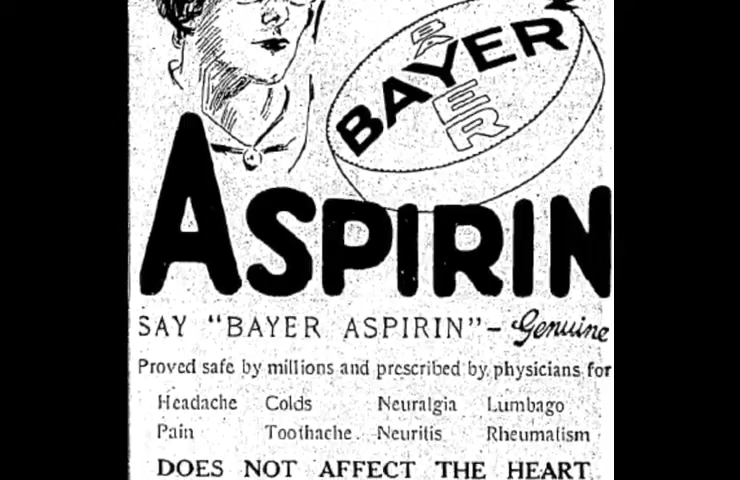 BAYER
BAYER
ASPIRIN
SAY "BAYER ASPIRIN" - Genuine
Proved safe by millions and prescribed by physicians for
Headache Colds Neuralgia Lumbago
Pain Toothache Neuritis Rheumatism
DOES NOT AFFECT THE HEART